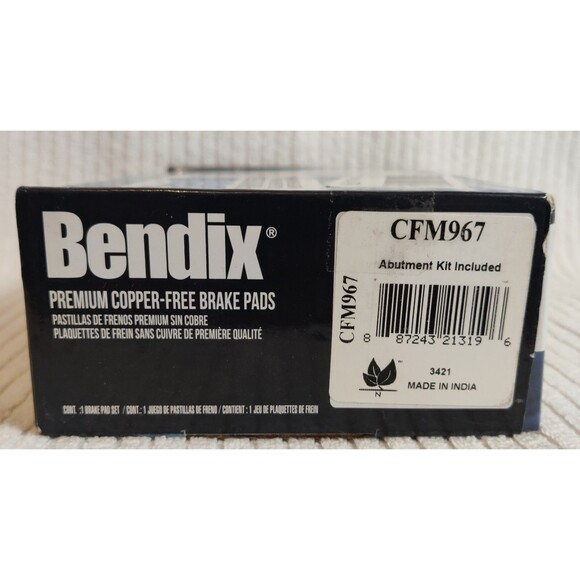 Bendix®
PREMIUM COPPER-FREE BRAKE PADS
PASTILLAS DE FRENOS PREMIUM SIN COBRE
PLAQUETTES DE FREIN SANS CUIVRE DE PREMIÈRE QUALITÉ
CONT. :1 BRAKE PAD SET / CONT.: 1 JUEGO DE PASTILLAS DE FRENO / CONTIENT : 1 JEU DE PLAQUETTES DE FREIN
CFM967
Abutment Kit Included
CFM967
8 87243 21319 6
N
3421
MADE IN INDIA